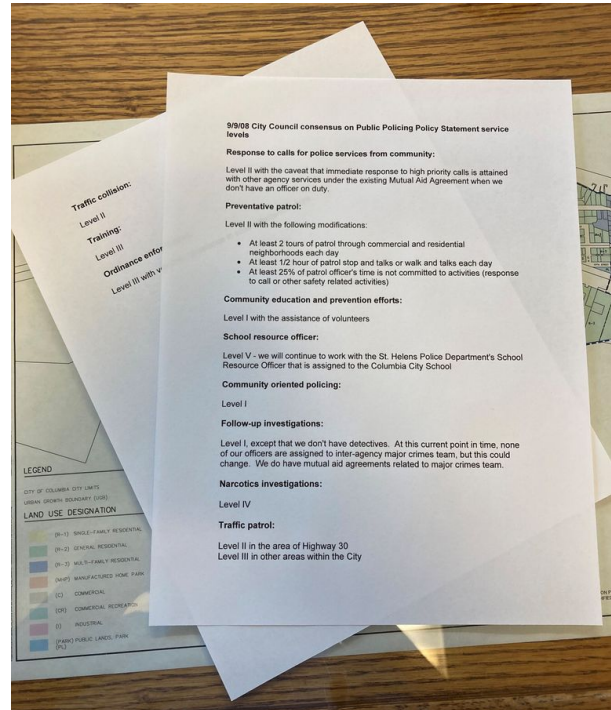 9/9/08 City Council consensus on Public Policing Policy Statement service
levels
Response to calls for police services from community:
Level II with the caveat that immediate response to high priority calls is attained
with other agency services under the existing Mutual Aid Agreement when we
don't have an officer on duty.
Preventative patrol:
Level II with the following modifications:
• At least 2 tours of patrol through commercial and residential
neighborhoods each day
• At least 1/2 hour of patrol stop and talks or walk and talks each day
• At least 25% of patrol officer's time is not committed to activities (response
to call or other safety related activities)
Community education and prevention efforts:
Level I with the assistance of volunteers
School resource officer:
Level V - we will continue to work with the St. Helens Police Department's School
Resource Officer that is assigned to the Columbia City School
Community oriented policing:
Level I
Follow-up investigations:
Level I, except that we don't have detectives. At this current point in time, none
of our officers are assigned to inter-agency major crimes team, but this could
change. We do have mutual aid agreements related to major crimes team.
Narcotics investigations:
Level IV
Traffic patrol:
Level II in the area of Highway 30
Level III in other areas within the City
Traffic collision:
Level II
Training:
Level III
Ordinance enfor
Level III with v
LEGEND
CITY OF COLUMBIA CITY LIMITS
URBAN GROWTH BOUNDARY (UGB)
LAND USE DESIGNATION
(R-1) SINGLE-FAMILY RESIDENTIAL
(R-2) GENERAL RESIDENTIAL
(R-3) MULTI-FAMILY RESIDENTIAL
(MHP) MANUFACTURED HOME PARK
(C) COMMERCIAL
(CR) COMMERCIAL RECREATION
(I) INDUSTRIAL
(PARK) PUBLIC LANDS, PARK
(PL)